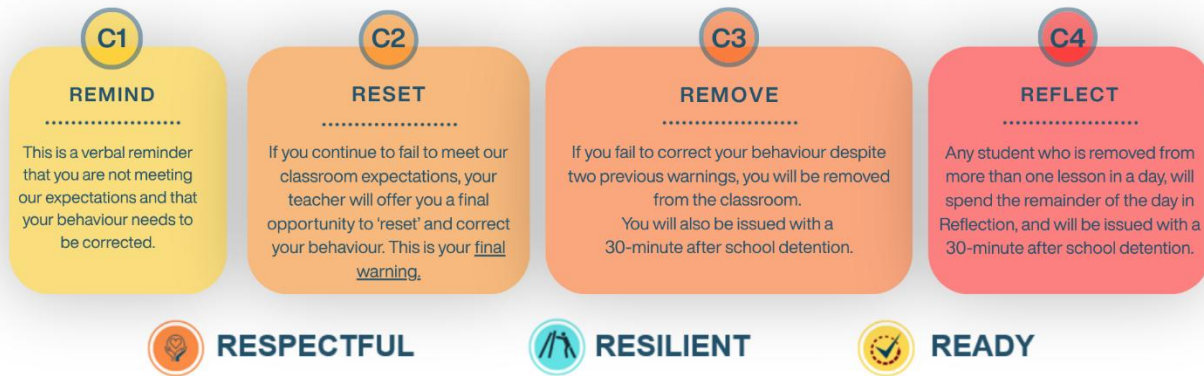 C1
REMIND
This is a verbal reminder
that you are not meeting
our expectations and that
your behaviour needs to
be corrected.
C2
RESET
If you continue to fail to meet our
classroom expectations, your
teacher will offer you a final
opportunity to 'reset' and correct
your behaviour. This is your final
warning.
C3
REMOVE
If you fail to correct your behaviour despite
two previous warnings, you will be removed
from the classroom.
You will also be issued with a
30-minute after school detention.
C4
REFLECT
Any student who is removed from
more than one lesson in a day, will
spend the remainder of the day in
Reflection, and will be issued with a
30-minute after school detention.
RESPECTFUL
RESILIENT
READY